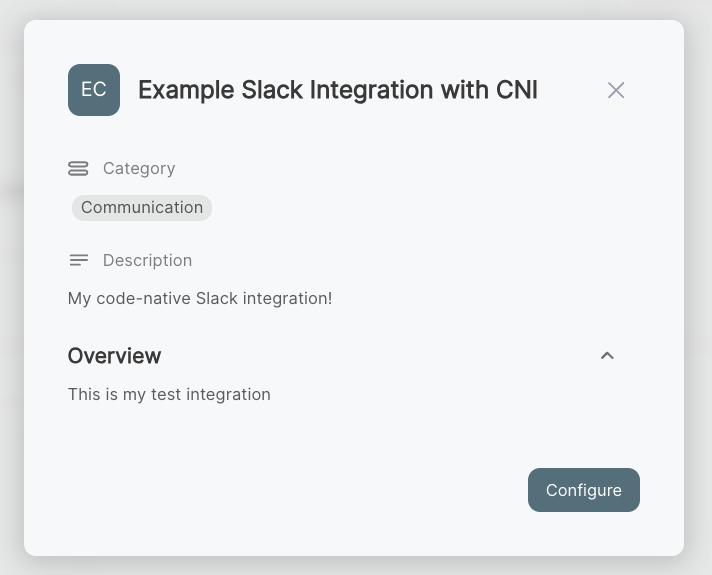 EC
Example Slack Integration with CNI
Category
Communication
Description
My code-native Slack integration!
Overview
This is my test integration
Configure